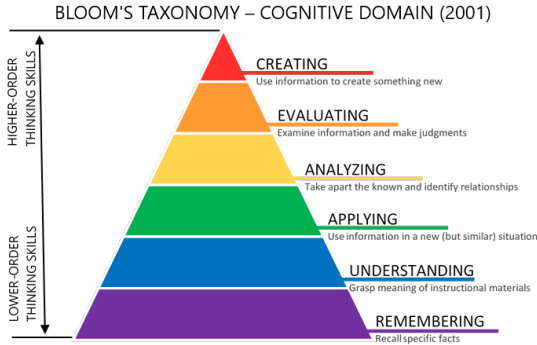 BLOOM'S TAXONOMY – COGNITIVE DOMAIN (2001)
HIGHER-ORDER
THINKING SKILLS
CREATING
Use information to create something new
EVALUATING
Examine information and make judgments
ANALYZING
Take apart the known and identify relationships
APPLYING
Use information in a new (but similar) situation
LOWER-ORDER
THINKING SKILLS
UNDERSTANDING
Grasp meaning of instructional materials
REMEMBERING
Recall specific facts